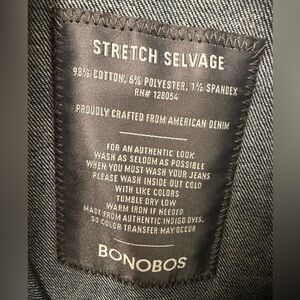 STRETCH SELVAGE
93% COTTON, 6% POLYESTER, 1% SPANDEX
RN# 128054
PROUDLY CRAFTED FROM AMERICAN DENIM
FOR AN AUTHENTIC LOOK
WASH AS SELDOM AS POSSIBLE
WHEN YOU MUST WASH YOUR JEANS
PLEASE WASH INSIDE OUT COLD
WITH LIKE COLORS
TUMBLE DRY LOW
WARM IRON IF NEEDED
MADE FROM AUTHENTIC INDIGO DYES,
SO COLOR TRANSFER MAY OCCUR
BONOBOS